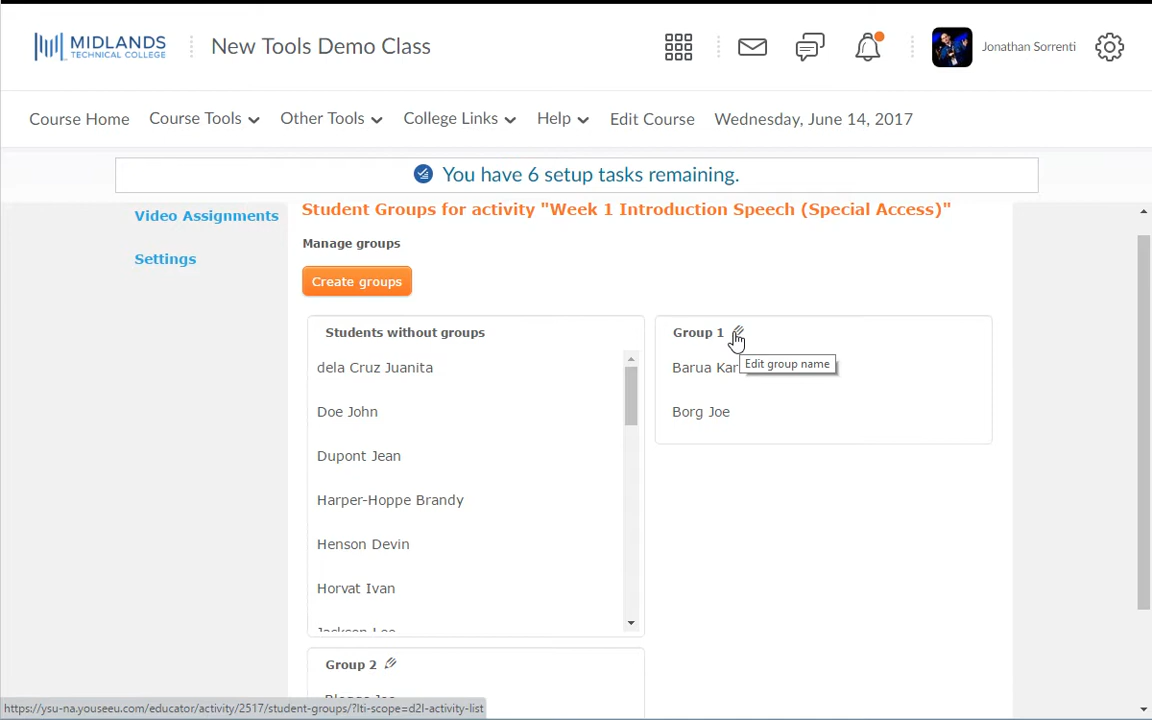 MIDLANDS
TECHNICAL COLLEGE
New Tools Demo Class
Jonathan Sorrenti
Course Home
Course Tools
Other Tools
College Links
Help
Edit Course
Wednesday, June 14, 2017
You have 6 setup tasks remaining.
Video Assignments
Settings
Student Groups for activity "Week 1 Introduction Speech (Special Access)"
Manage groups
Create groups
Students without groups
dela Cruz Juanita
Doe John
Dupont Jean
Harper-Hoppe Brandy
Henson Devin
Horvat Ivan
Jackson Lee
Group 1
Edit group name
Barua Kar
Borg Joe
Group 2
https://ysu-na.youseeu.com/educator/activity/2517/student-groups/?lti-scope=d2l-activity-list